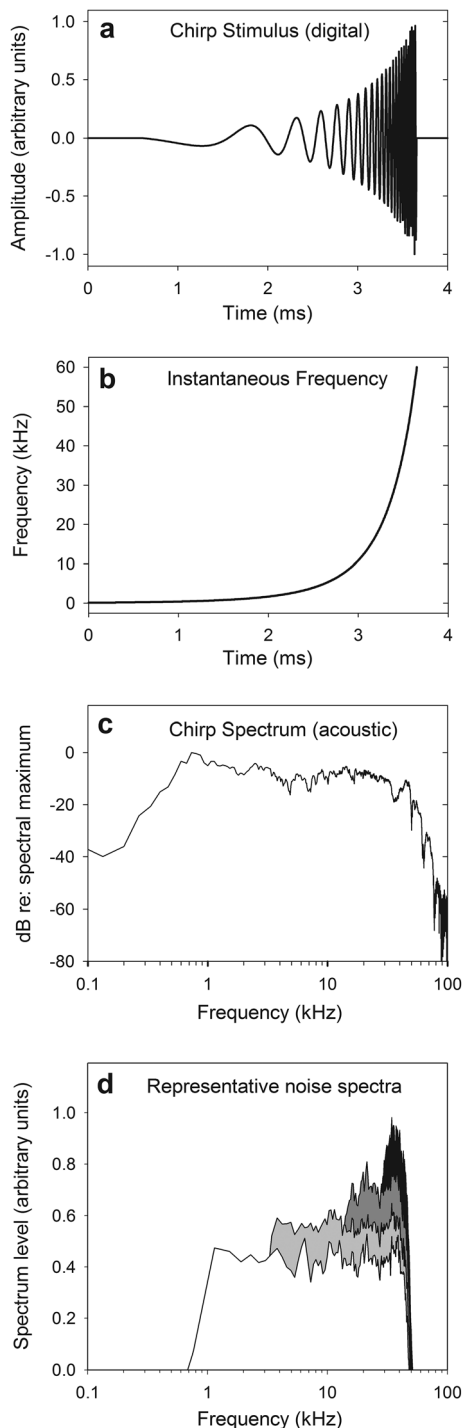 a Chirp Stimulus (digital)
Amplitude (arbitrary units)
1.0
0.5
0.0
-0.5
-1.0
0 1 2 3 4
Time (ms)
b Instantaneous Frequency
Frequency (kHz)
60
50
40
30
20
10
0
0 1 2 3 4
Time (ms)
c Chirp Spectrum (acoustic)
dB re: spectral maximum
0
-20
-40
-60
-80
0.1 1 10 100
Frequency (kHz)
d Representative noise spectra
Spectrum level (arbitrary units)
1.0
0.8
0.6
0.4
0.2
0.0
0.1 1 10 100
Frequency (kHz)